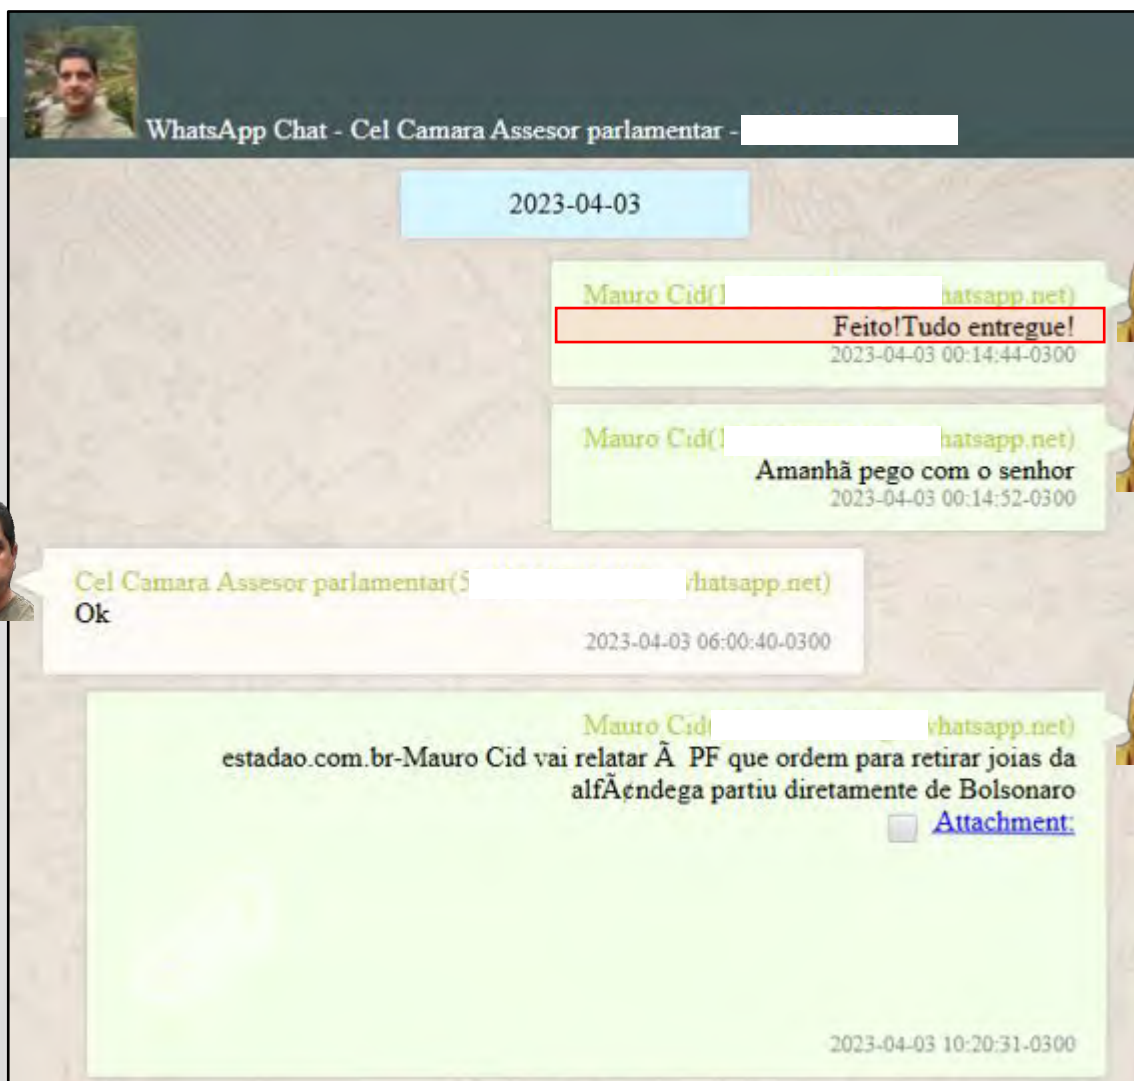 WhatsApp Chat - Cel Camara Assesor parlamentar -
2023-04-03
Mauro Cid(1 hatsapp.net)
Feito!Tudo entregue!
2023-04-03 00:14:44-0300
Mauro Cid(1 hatsapp.net)
Amanhã pego com o senhor
2023-04-03 00:14:52-0300
Cel Camara Assesor parlamentar(5 hatsapp.net)
Ok
2023-04-03 06:00:40-0300
Mauro Cid( whatsapp.net)
estadao.com.br-Mauro Cid vai relatar Ã PF que ordem para retirar joias da
alfÃ¢ndega partiu diretamente de Bolsonaro
Attachment:
2023-04-03 10:20:31-0300